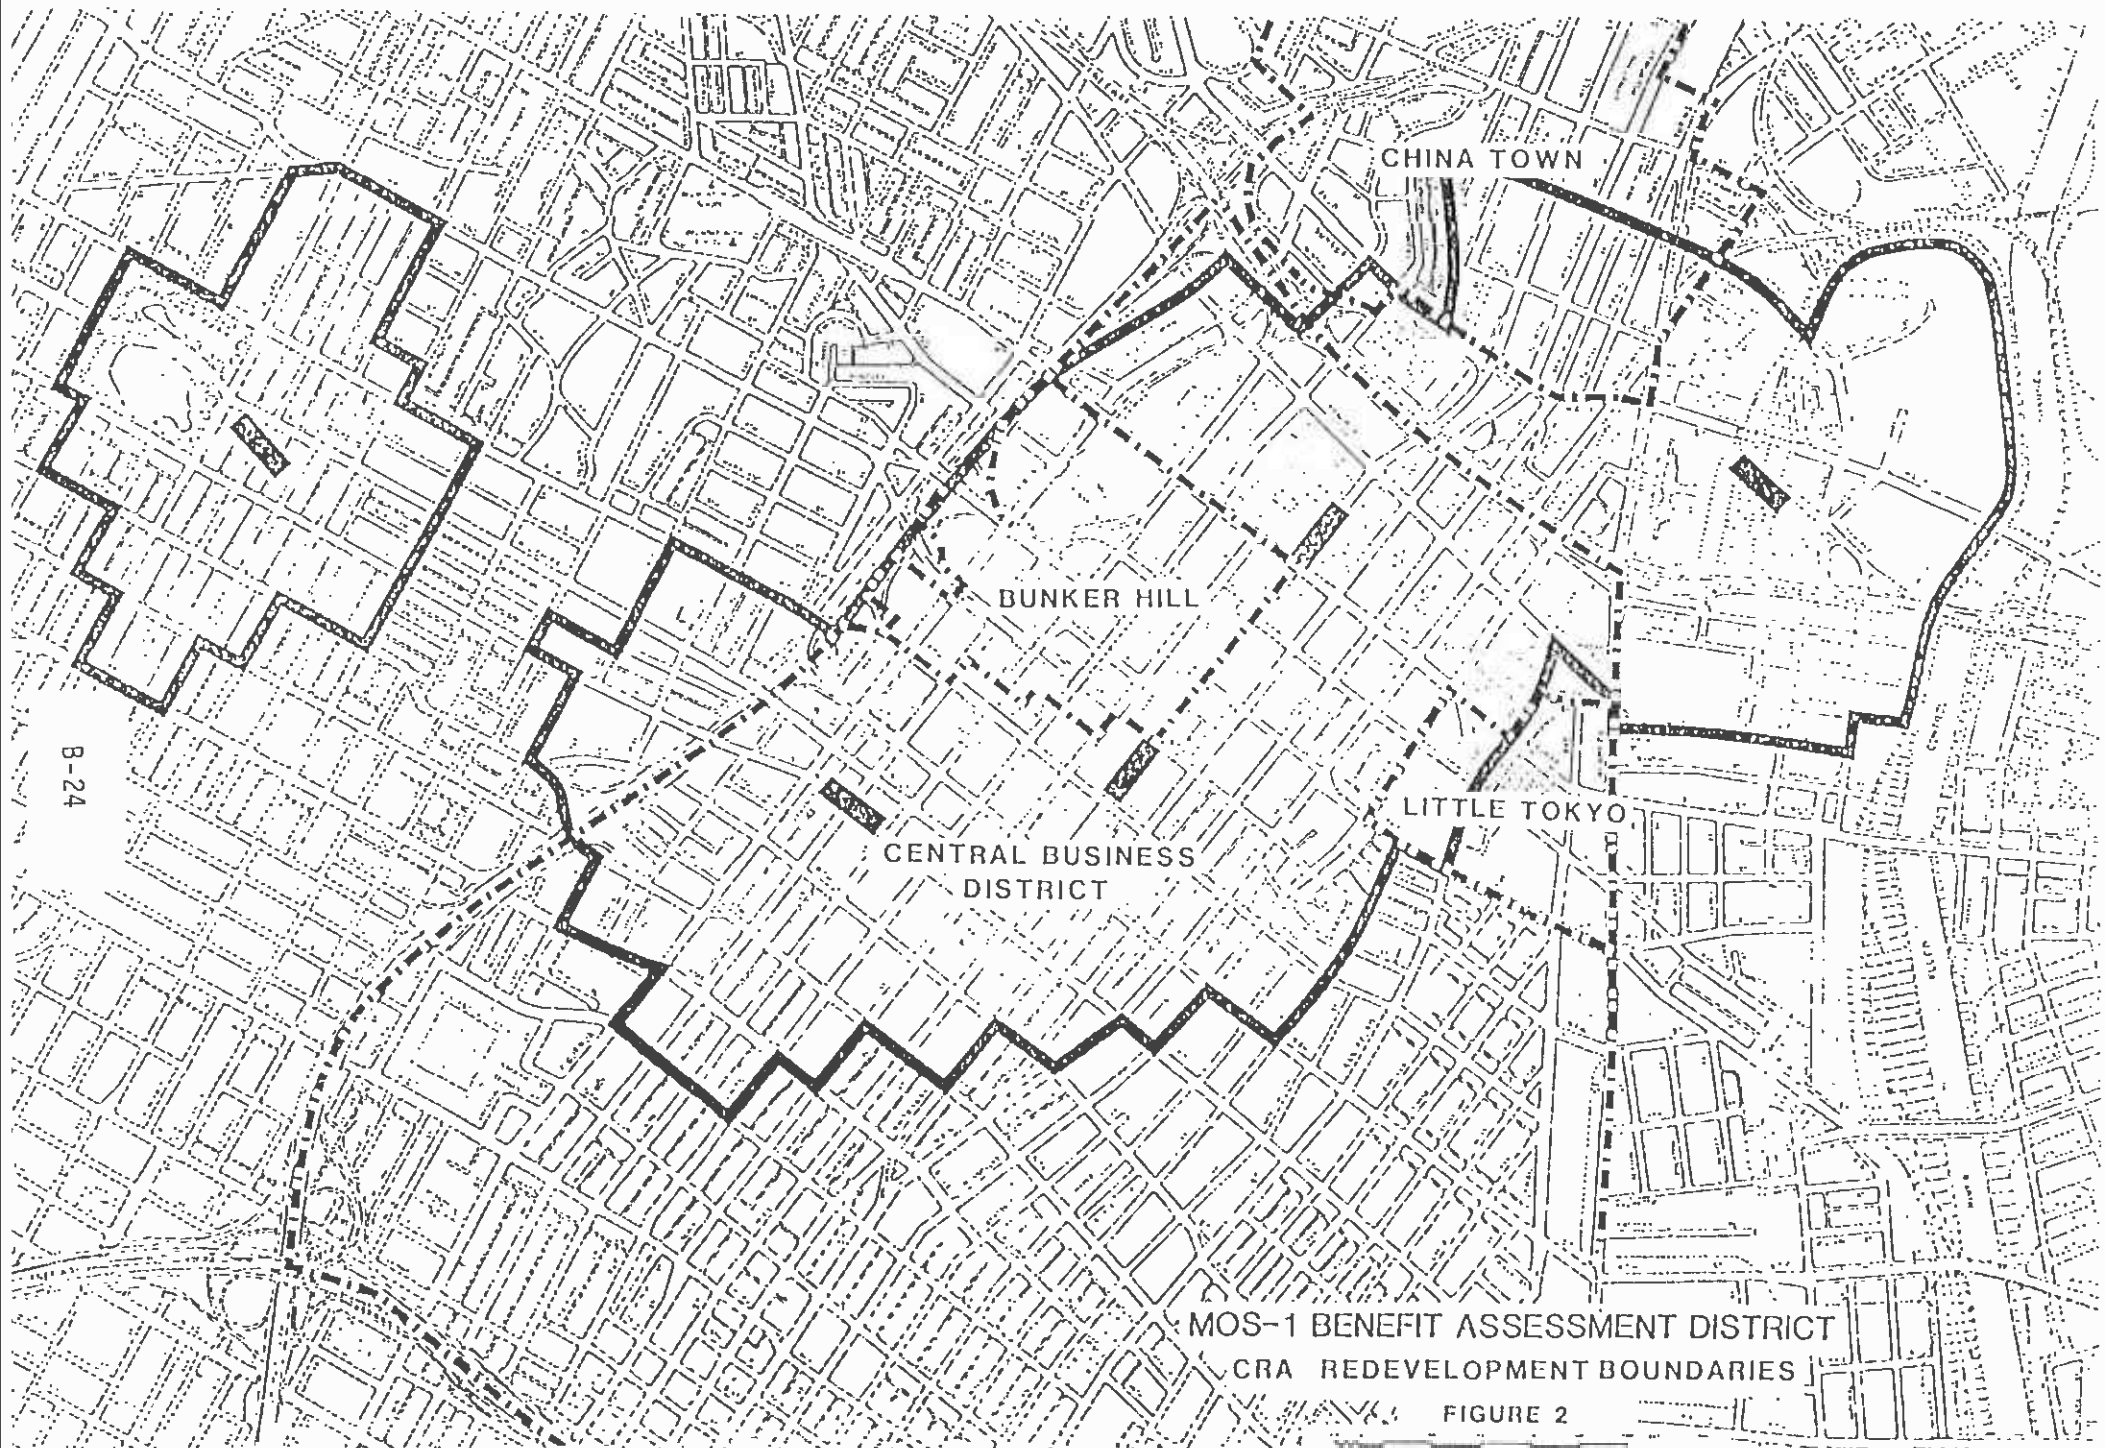 CHINA TOWN
BUNKER HILL
LITTLE TOKYO
CENTRAL BUSINESS
DISTRICT
B-24
MOS-1 BENEFIT ASSESSMENT DISTRICT
CRA REDEVELOPMENT BOUNDARIES
FIGURE 2